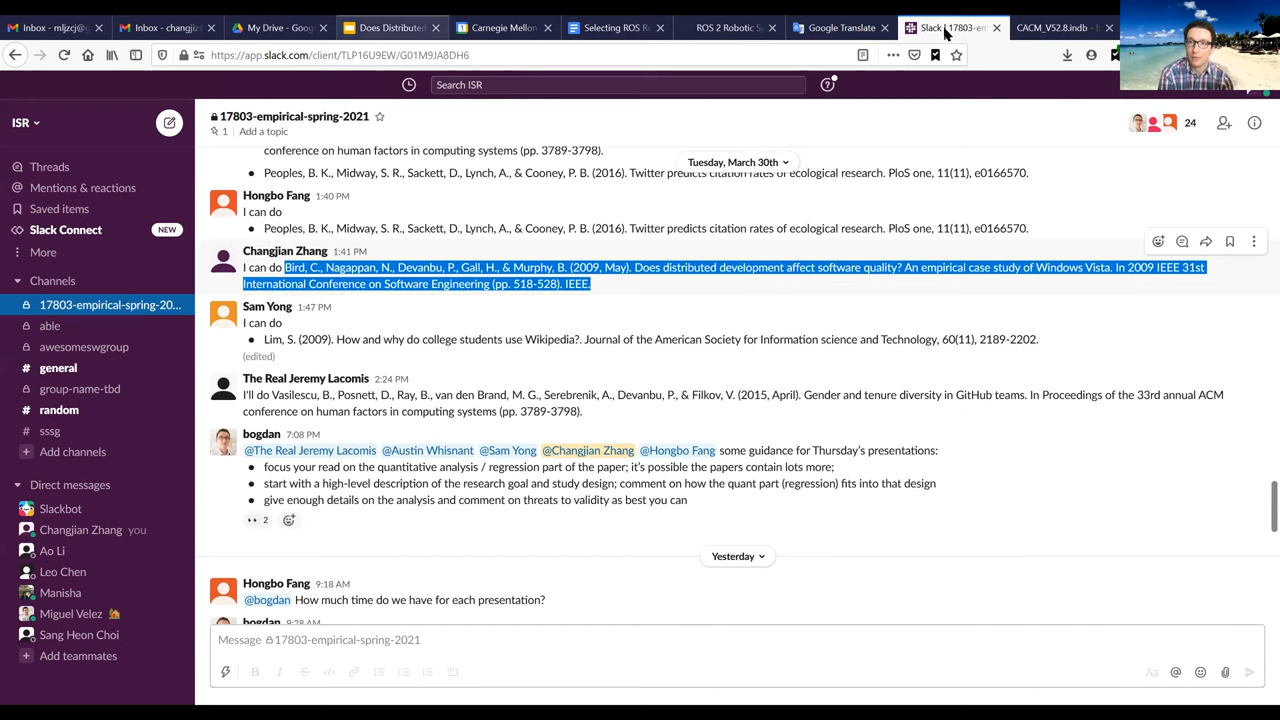 Inbox - mljzcj@g
Inbox - changji
My Drive - Goog
Does Distributed
Carnegie Mellon
Selecting ROS R
ROS 2 Robotic S
Google Translate
Slack | 17803-em
CACM_V52.8.indb - b
https://app.slack.com/client/TLP16U9EW/G01M9JA8DH6
Search ISR
ISR
Threads
Mentions & reactions
Saved items
Slack Connect
NEW
More
Channels
17803-empirical-spring-20...
able
awesomeswgroup
general
group-name-tbd
random
sssg
Add channels
Direct messages
Slackbot
Changjian Zhang you
Ao Li
Leo Chen
Manisha
Miguel Velez
Sang Heon Choi
Add teammates
17803-empirical-spring-2021
24
1
Add a topic
conference on human factors in computing systems (pp. 3789-3798).
Tuesday, March 30th
Peoples, B. K., Midway, S. R., Sackett, D., Lynch, A., & Cooney, P. B. (2016). Twitter predicts citation rates of ecological research. PloS one, 11(11), e0166570.
Hongbo Fang 1:40 PM
I can do
Peoples, B. K., Midway, S. R., Sackett, D., Lynch, A., & Cooney, P. B. (2016). Twitter predicts citation rates of ecological research. PloS one, 11(11), e0166570.
Changjian Zhang 1:41 PM
I can do Bird, C., Nagappan, N., Devanbu, P., Gall, H., & Murphy, B. (2009, May). Does distributed development affect software quality? An empirical case study of Windows Vista. In 2009 IEEE 31st
International Conference on Software Engineering (pp. 518-528). IEEE.
Sam Yong 1:47 PM
I can do
Lim, S. (2009). How and why do college students use Wikipedia?. Journal of the American Society for Information science and Technology, 60(11), 2189-2202.
(edited)
The Real Jeremy Lacomis 2:24 PM
I'll do Vasilescu, B., Posnett, D., Ray, B., van den Brand, M. G., Serebrenik, A., Devanbu, P., & Filkov, V. (2015, April). Gender and tenure diversity in GitHub teams. In Proceedings of the 33rd annual ACM
conference on human factors in computing systems (pp. 3789-3798).
bogdan 7:08 PM
@The Real Jeremy Lacomis @Austin Whisnant @Sam Yong @Changjian Zhang @Hongbo Fang some guidance for Thursday's presentations:
focus your read on the quantitative analysis / regression part of the paper; it's possible the papers contain lots more;
start with a high-level description of the research goal and study design; comment on how the quant part (regression) fits into that design
give enough details on the analysis and comment on threats to validity as best you can
2
Yesterday
Hongbo Fang 9:18 AM
@bogdan How much time do we have for each presentation?
bogdan 9:28 AM
Message 17803-empirical-spring-2021